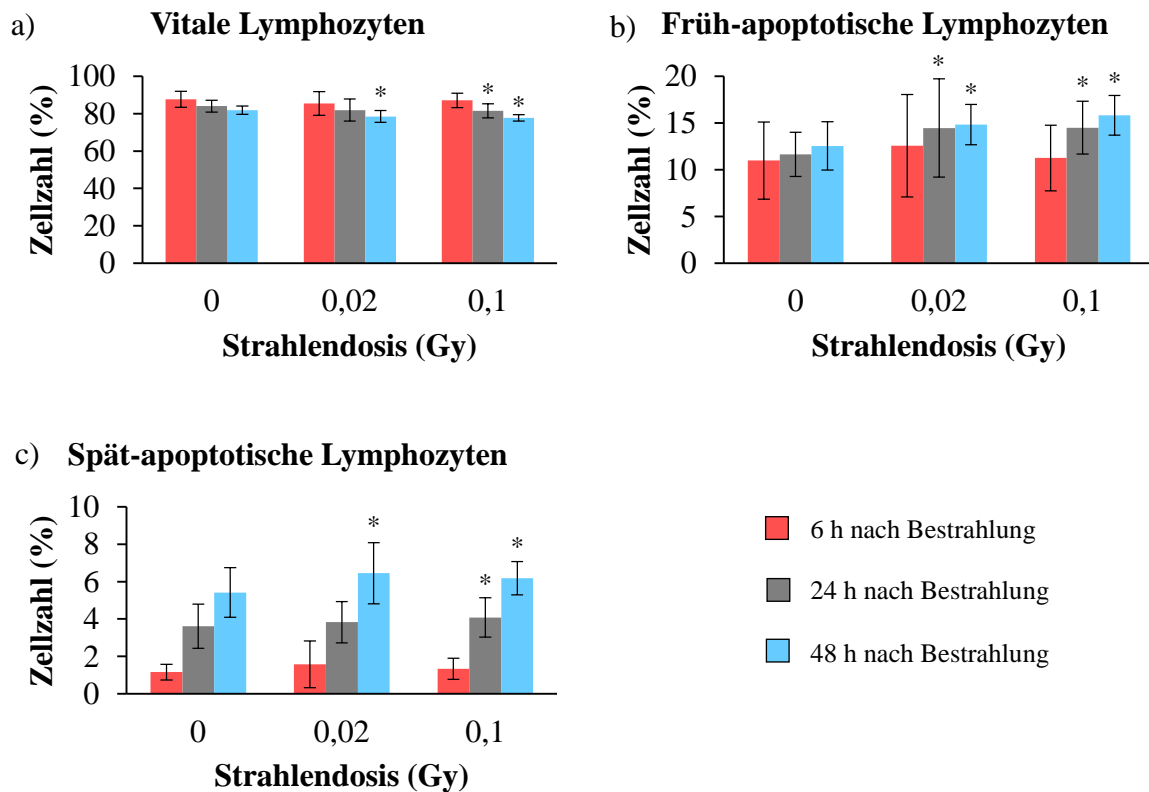 a) Vitale Lymphozyten
100
80
60
40
20
0
Zellzahl (%)
* * *
0 0,02 0,1
Strahlendosis (Gy)
b) Früh-apoptotische Lymphozyten
20
15
10
5
0
Zellzahl (%)
* * * *
0 0,02 0,1
Strahlendosis (Gy)
c) Spät-apoptotische Lymphozyten
10
8
6
4
2
0
Zellzahl (%)
* * *
0 0,02 0,1
Strahlendosis (Gy)
6 h nach Bestrahlung
24 h nach Bestrahlung
48 h nach Bestrahlung